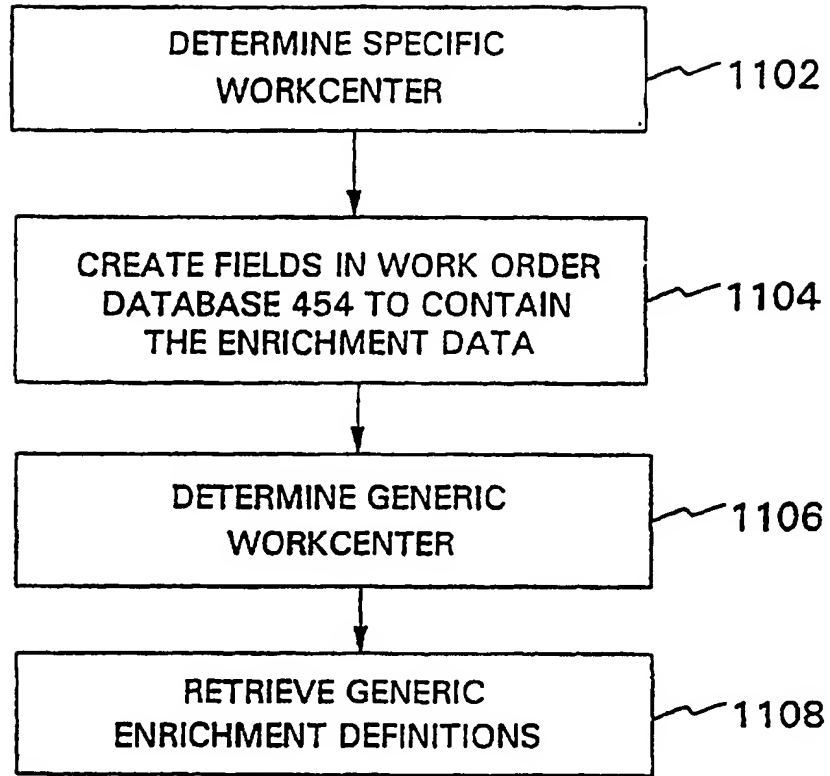 DETERMINE SPECIFIC
WORKCENTER
1102
CREATE FIELDS IN WORK ORDER
DATABASE 454 TO CONTAIN
THE ENRICHMENT DATA
1104
DETERMINE GENERIC
WORKCENTER
1106
RETRIEVE GENERIC
ENRICHMENT DEFINITIONS
1108